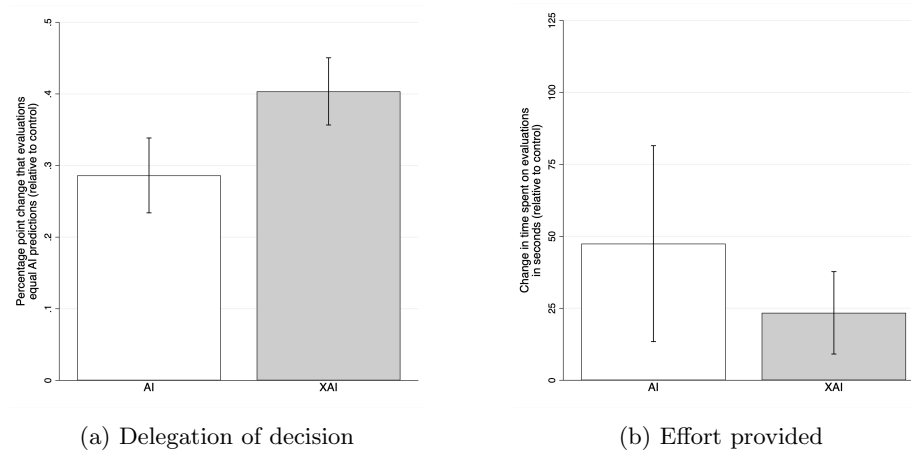 Percentage point change that evaluations
equal AI predictions (relative to control)
.5
.4
.3
.2
.1
0
AI
XAI
(a) Delegation of decision
Change in time spent on evaluations
in seconds (relative to control)
125
100
75
50
25
0
AI
XAI
(b) Effort provided